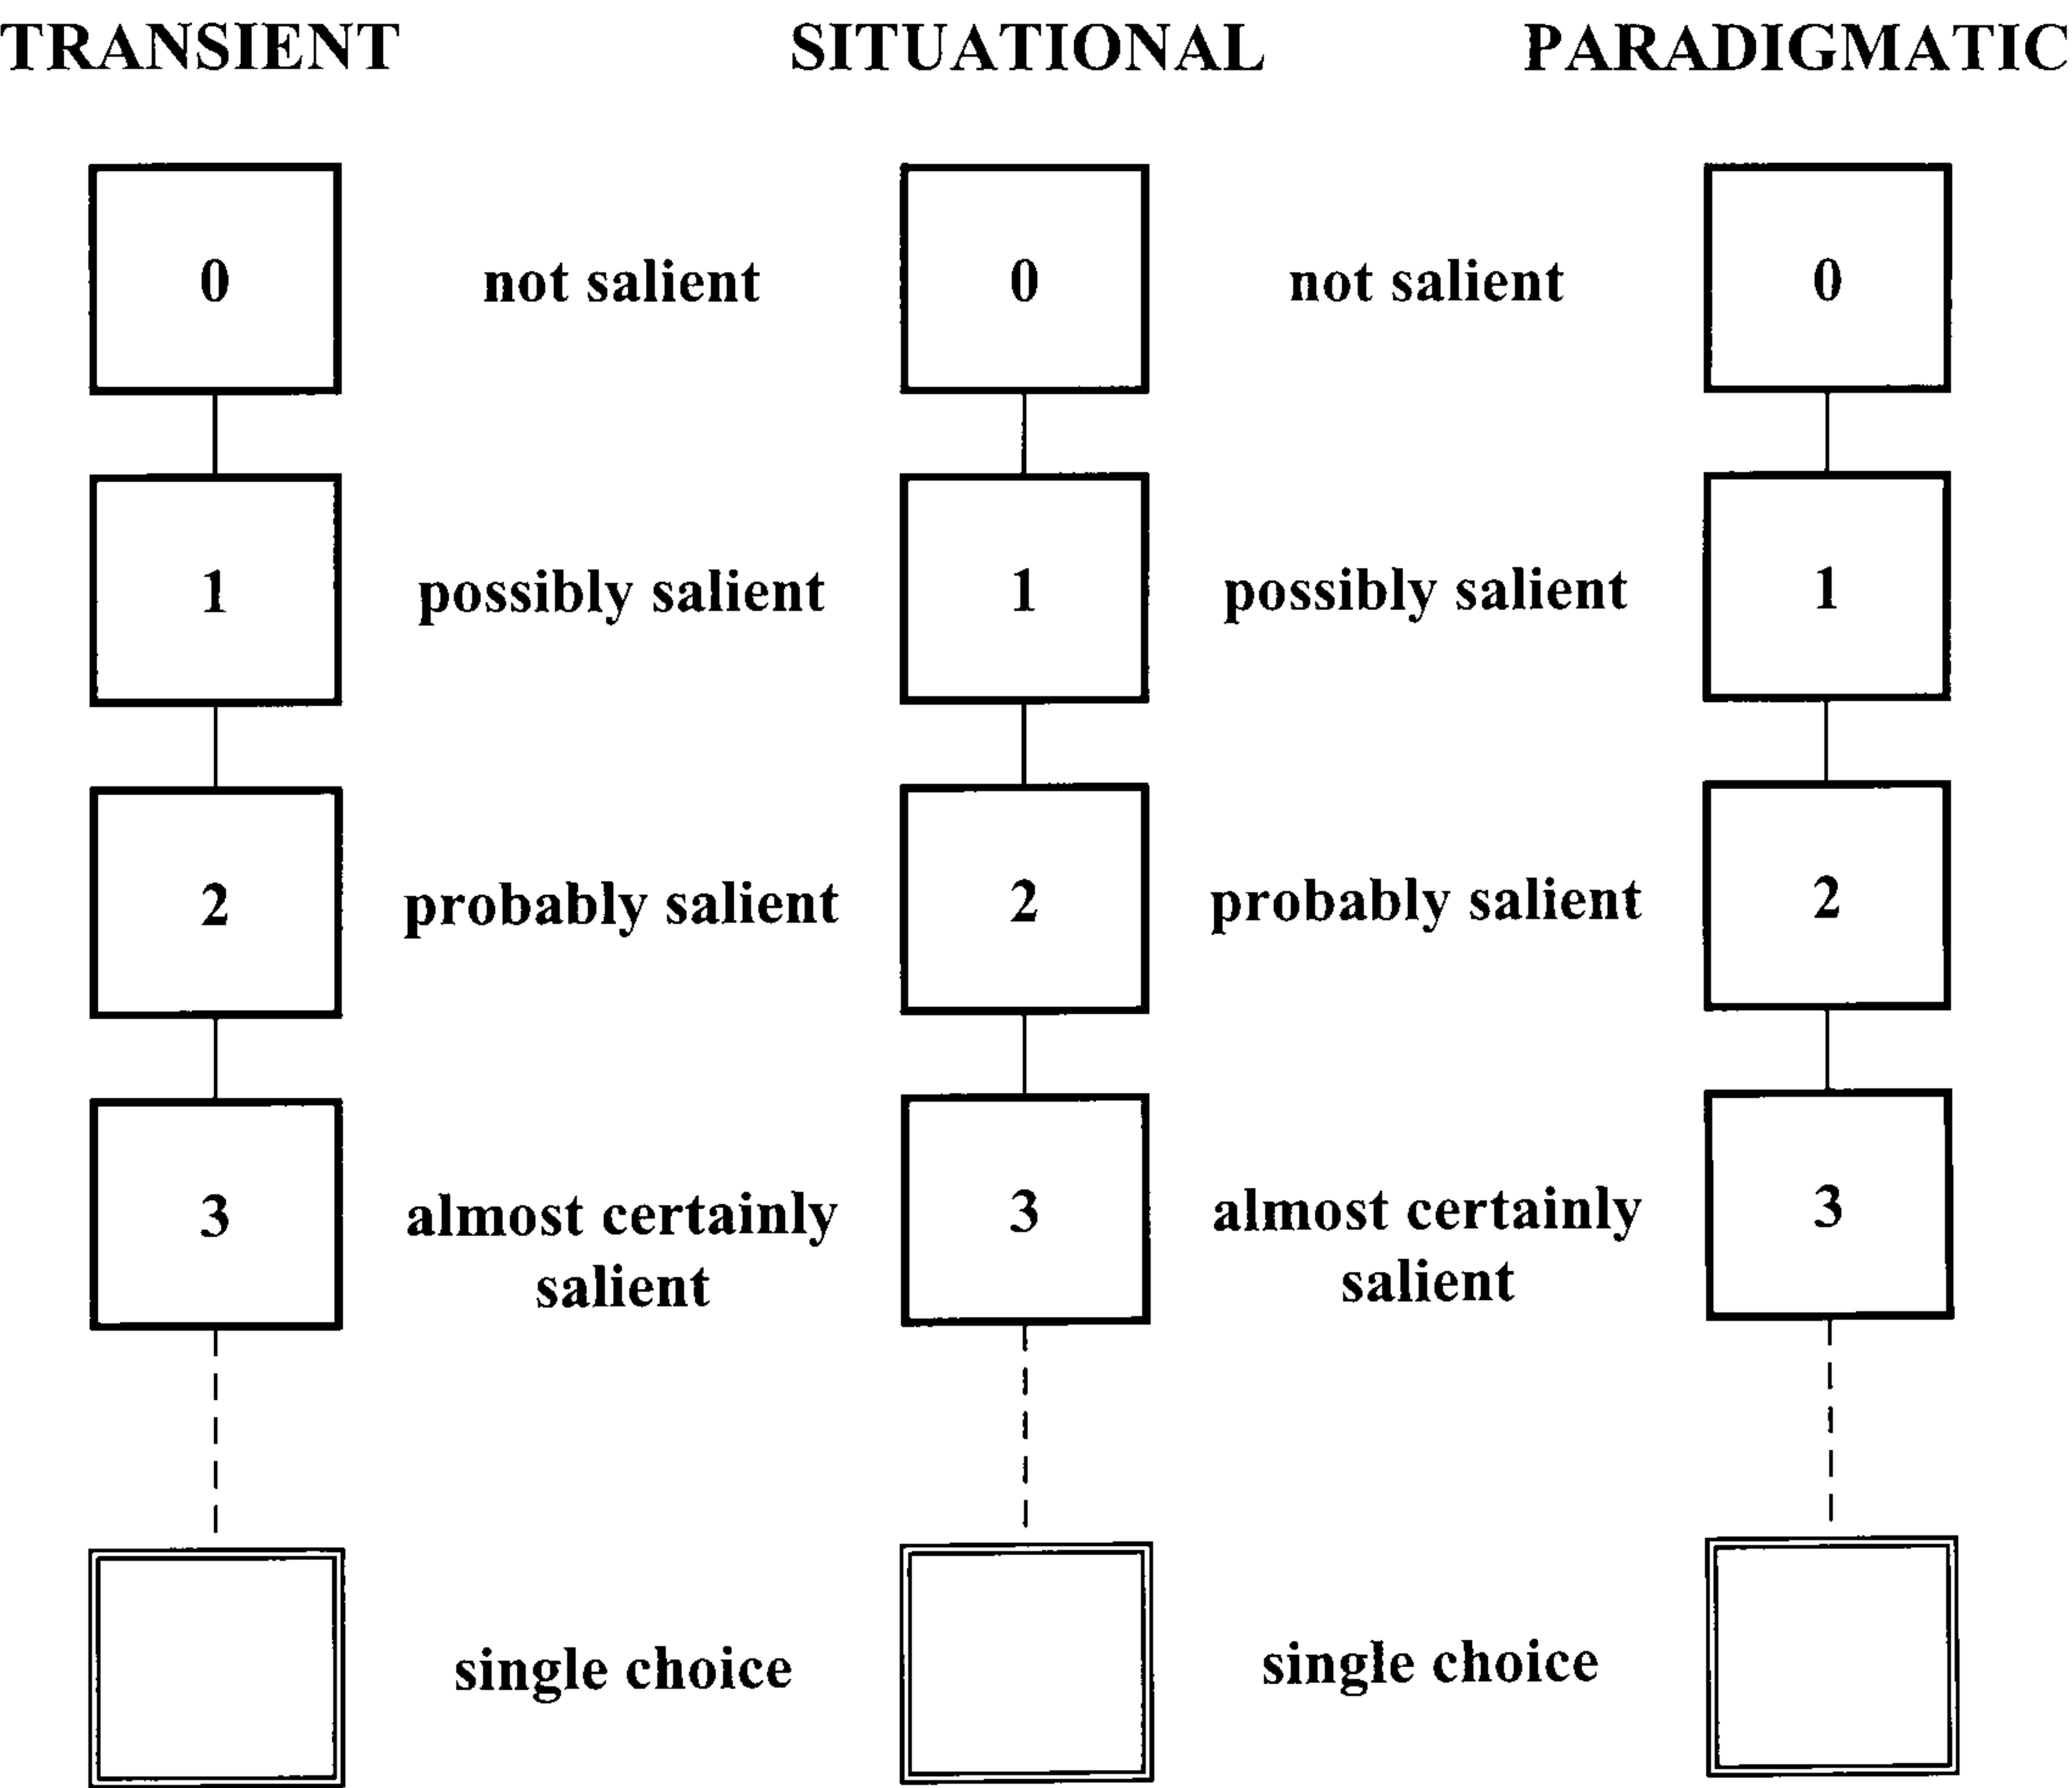 TRANSIENT SITUATIONAL PARADIGMATIC
0 not salient 0 not salient 0
1 possibly salient 1 possibly salient 1
2 probably salient 2 probably salient 2
3 almost certainly 3 almost certainly 3
salient salient
single choice single choice